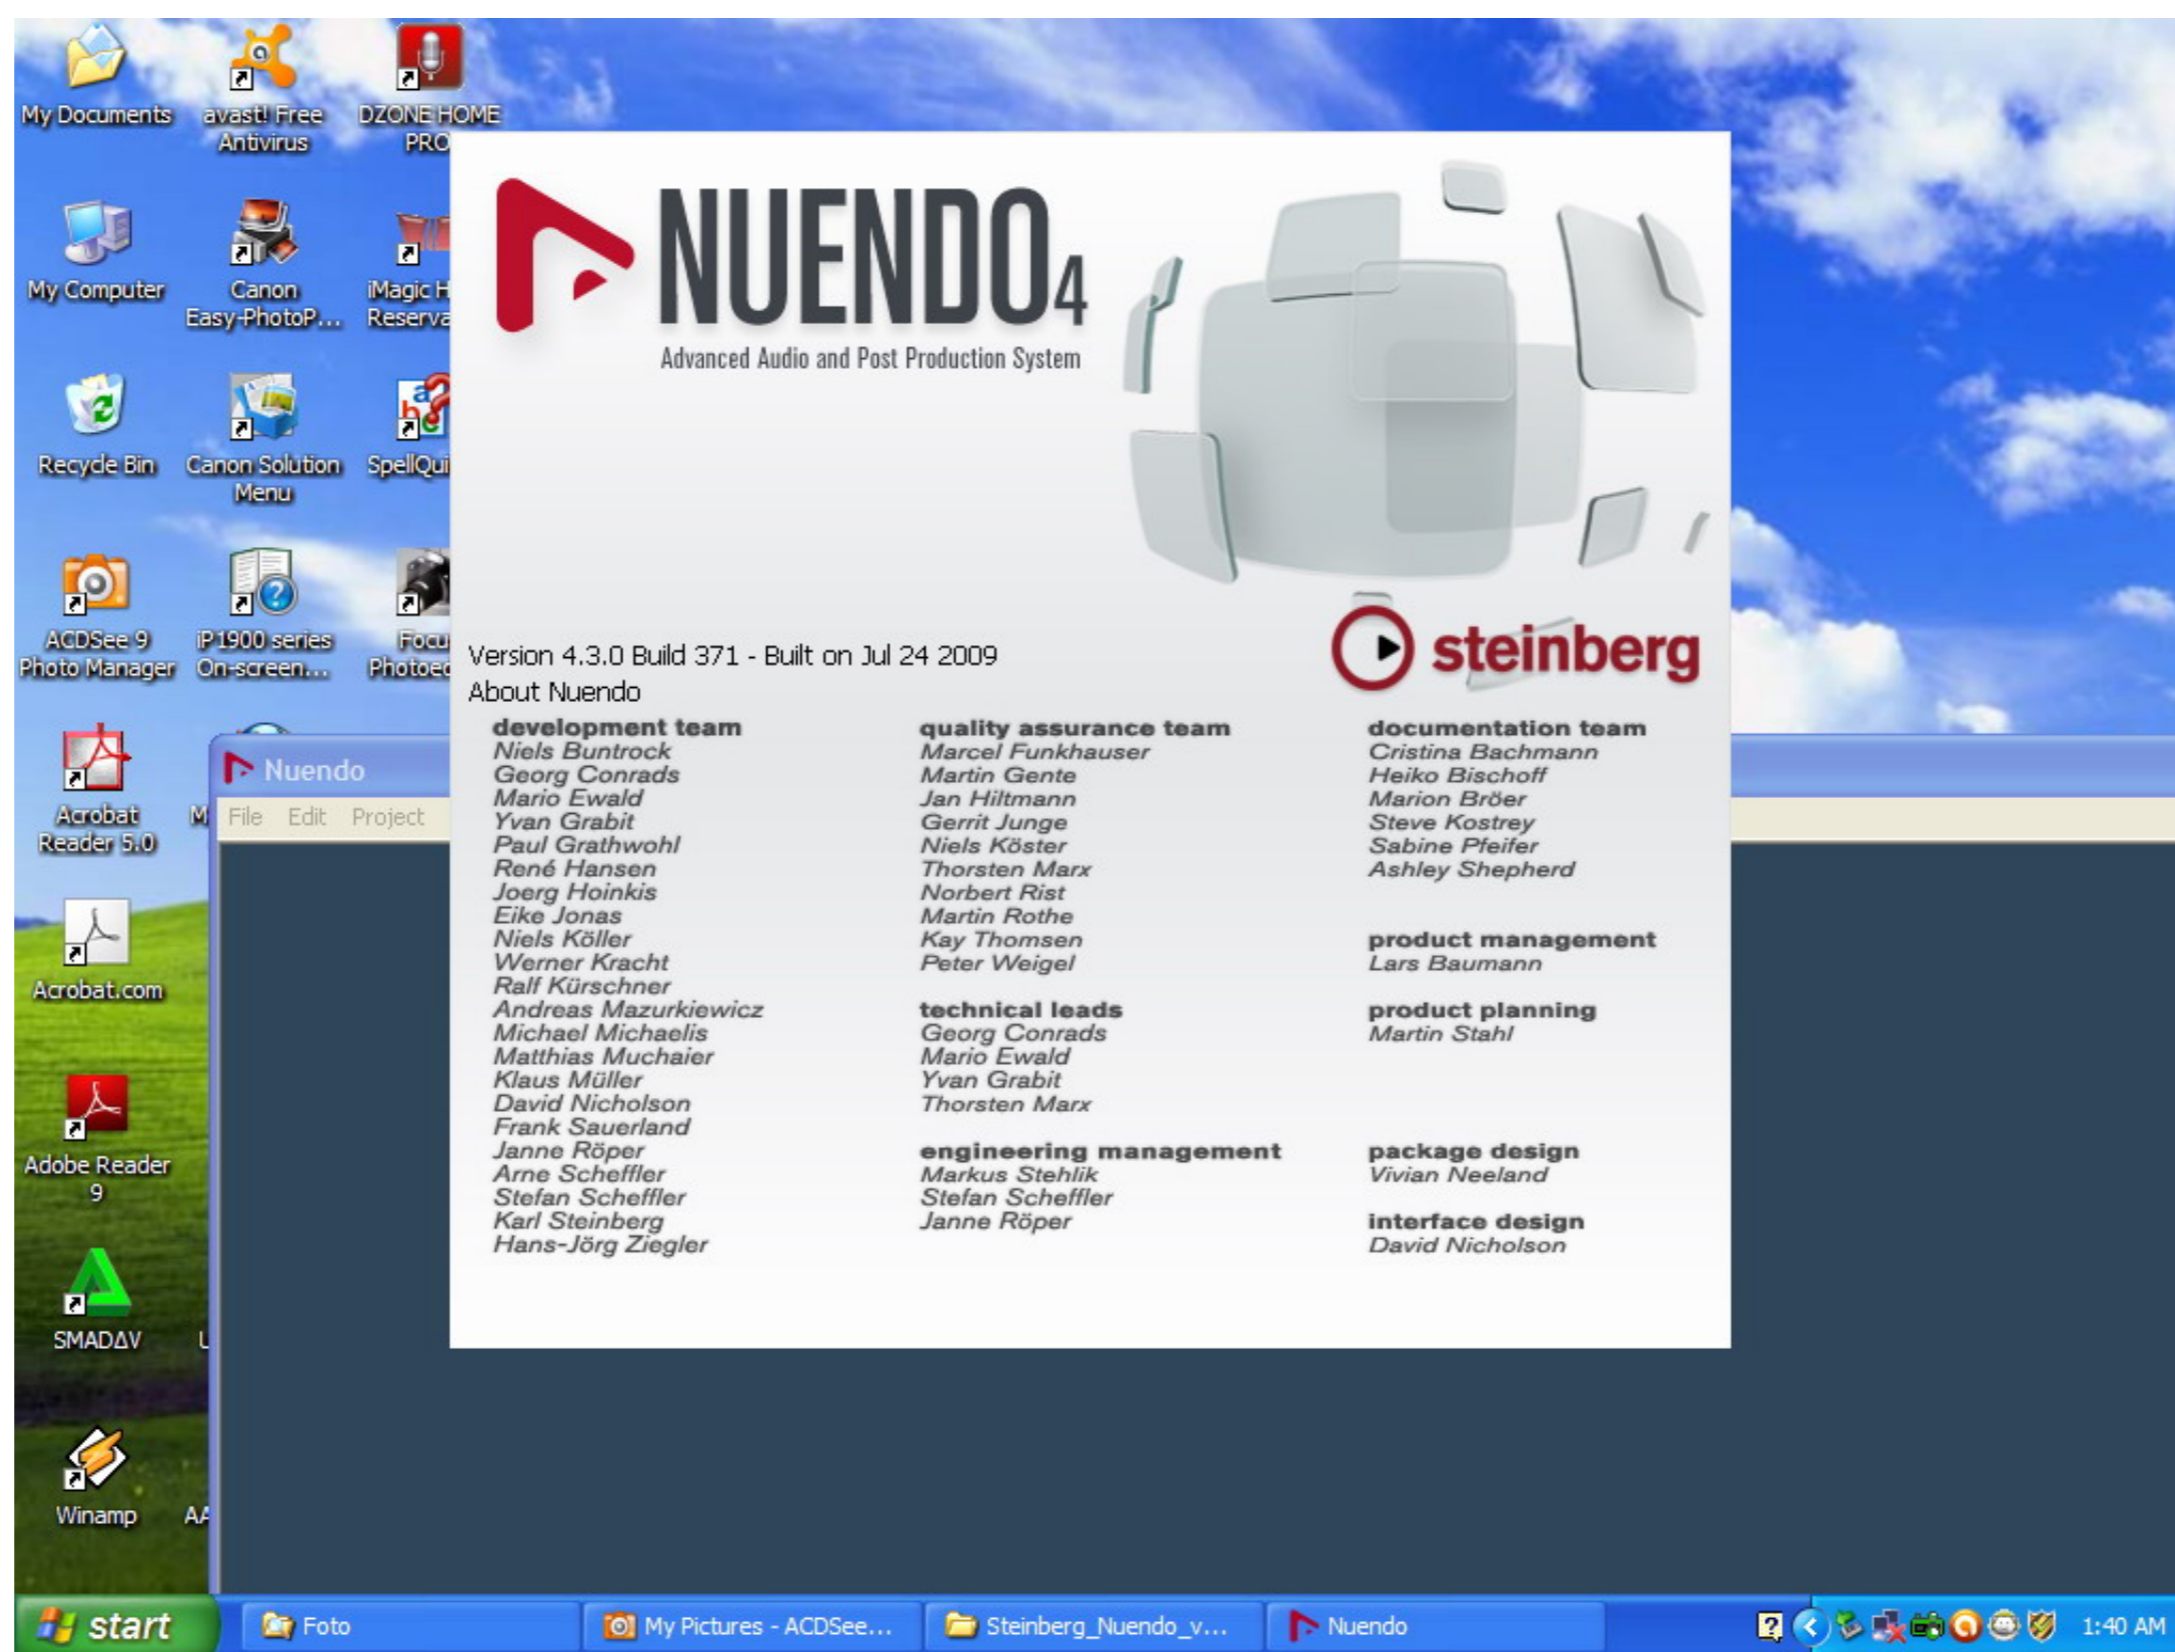 My Documents
avast! Free
Antivirus
DZONE HOME
PRO
My Computer
Canon
Easy-PhotoP...
iMagic H
Reserva
Recycle Bin
Canon Solution
Menu
SpellQui
ACDSee 9
Photo Manager
iP1900 series
On-screen...
Focu
Photoed
Acrobat
Reader 5.0
M
Acrobat.com
Adobe Reader
9
SMADΔV
U
Winamp
AA
NUENDO4
Advanced Audio and Post Production System
steinberg
Version 4.3.0 Build 371 - Built on Jul 24 2009
About Nuendo
development team
Niels Buntrock
Georg Conrads
Mario Ewald
Yvan Grabit
Paul Grathwohl
René Hansen
Joerg Hoinkis
Eike Jonas
Niels Köller
Werner Kracht
Ralf Kürschner
Andreas Mazurkiewicz
Michael Michaelis
Matthias Muchaier
Klaus Müller
David Nicholson
Frank Sauerland
Janne Röper
Arne Scheffler
Stefan Scheffler
Karl Steinberg
Hans-Jörg Ziegler
quality assurance team
Marcel Funkhauser
Martin Gente
Jan Hiltmann
Gerrit Junge
Niels Köster
Thorsten Marx
Norbert Rist
Martin Rothe
Kay Thomsen
Peter Weigel
technical leads
Georg Conrads
Mario Ewald
Yvan Grabit
Thorsten Marx
engineering management
Markus Stehlik
Stefan Scheffler
Janne Röper
documentation team
Cristina Bachmann
Heiko Bischoff
Marion Bröer
Steve Kostrey
Sabine Pfeifer
Ashley Shepherd
product management
Lars Baumann
product planning
Martin Stahl
package design
Vivian Neeland
interface design
David Nicholson
Nuendo
File Edit Project
start
Foto
My Pictures - ACDSee...
Steinberg_Nuendo_v...
Nuendo
1:40 AM